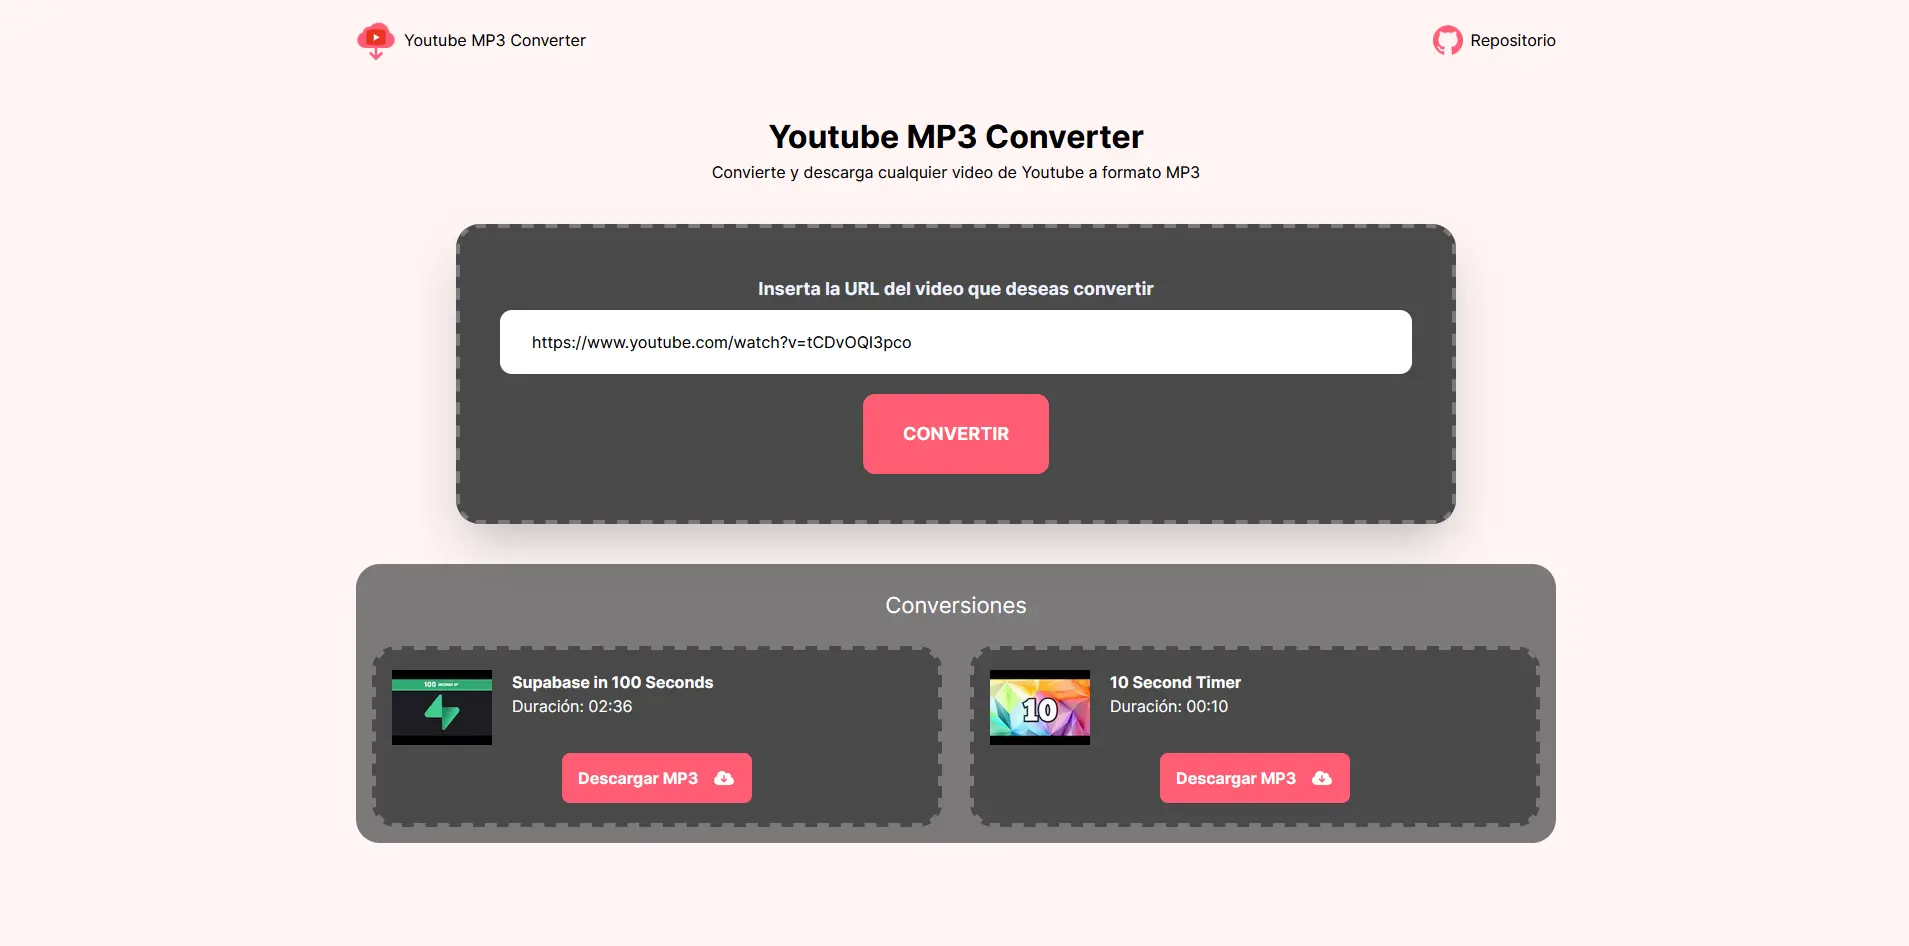 Youtube MP3 Converter
Repositorio
Youtube MP3 Converter
Convierte y descarga cualquier video de Youtube a formato MP3
Inserta la URL del video que deseas convertir
https://www.youtube.com/watch?v=tCDvOQI3pco
CONVERTIR
Conversiones
100 SECONDS OF
Supabase in 100 Seconds
Duración: 02:36
Descargar MP3
10
10 Second Timer
Duración: 00:10
Descargar MP3